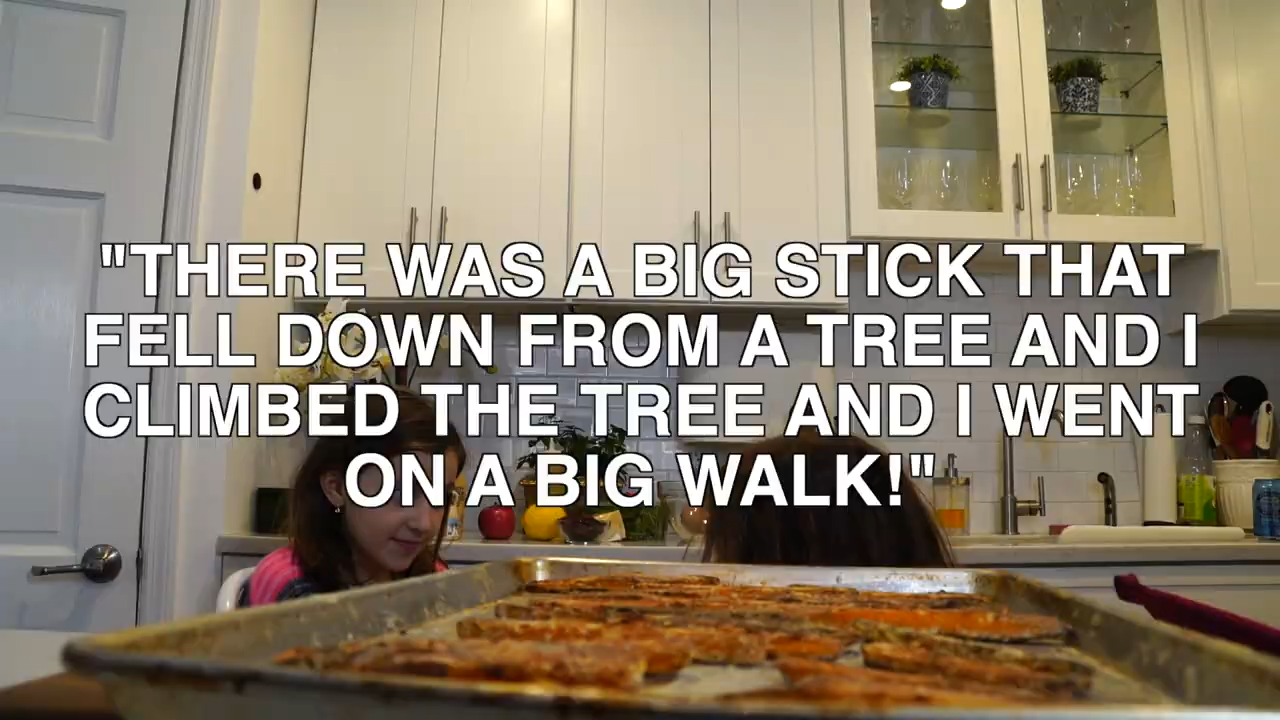 "THERE WAS A BIG STICK THAT
FELL DOWN FROM A TREE AND I
CLIMBED THE TREE AND I WENT
ON A BIG WALK!"